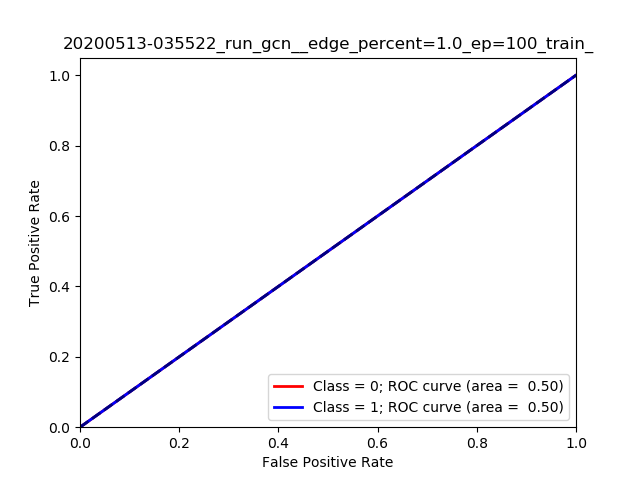 20200513-035522_run_gcn__edge_percent=1.0_ep=100_train_
1.0
0.8
0.6
0.4
0.2
0.0
True Positive Rate
Class = 0; ROC curve (area =  0.50)
Class = 1; ROC curve (area =  0.50)
0.0 0.2 0.4 0.6 0.8 1.0
False Positive Rate